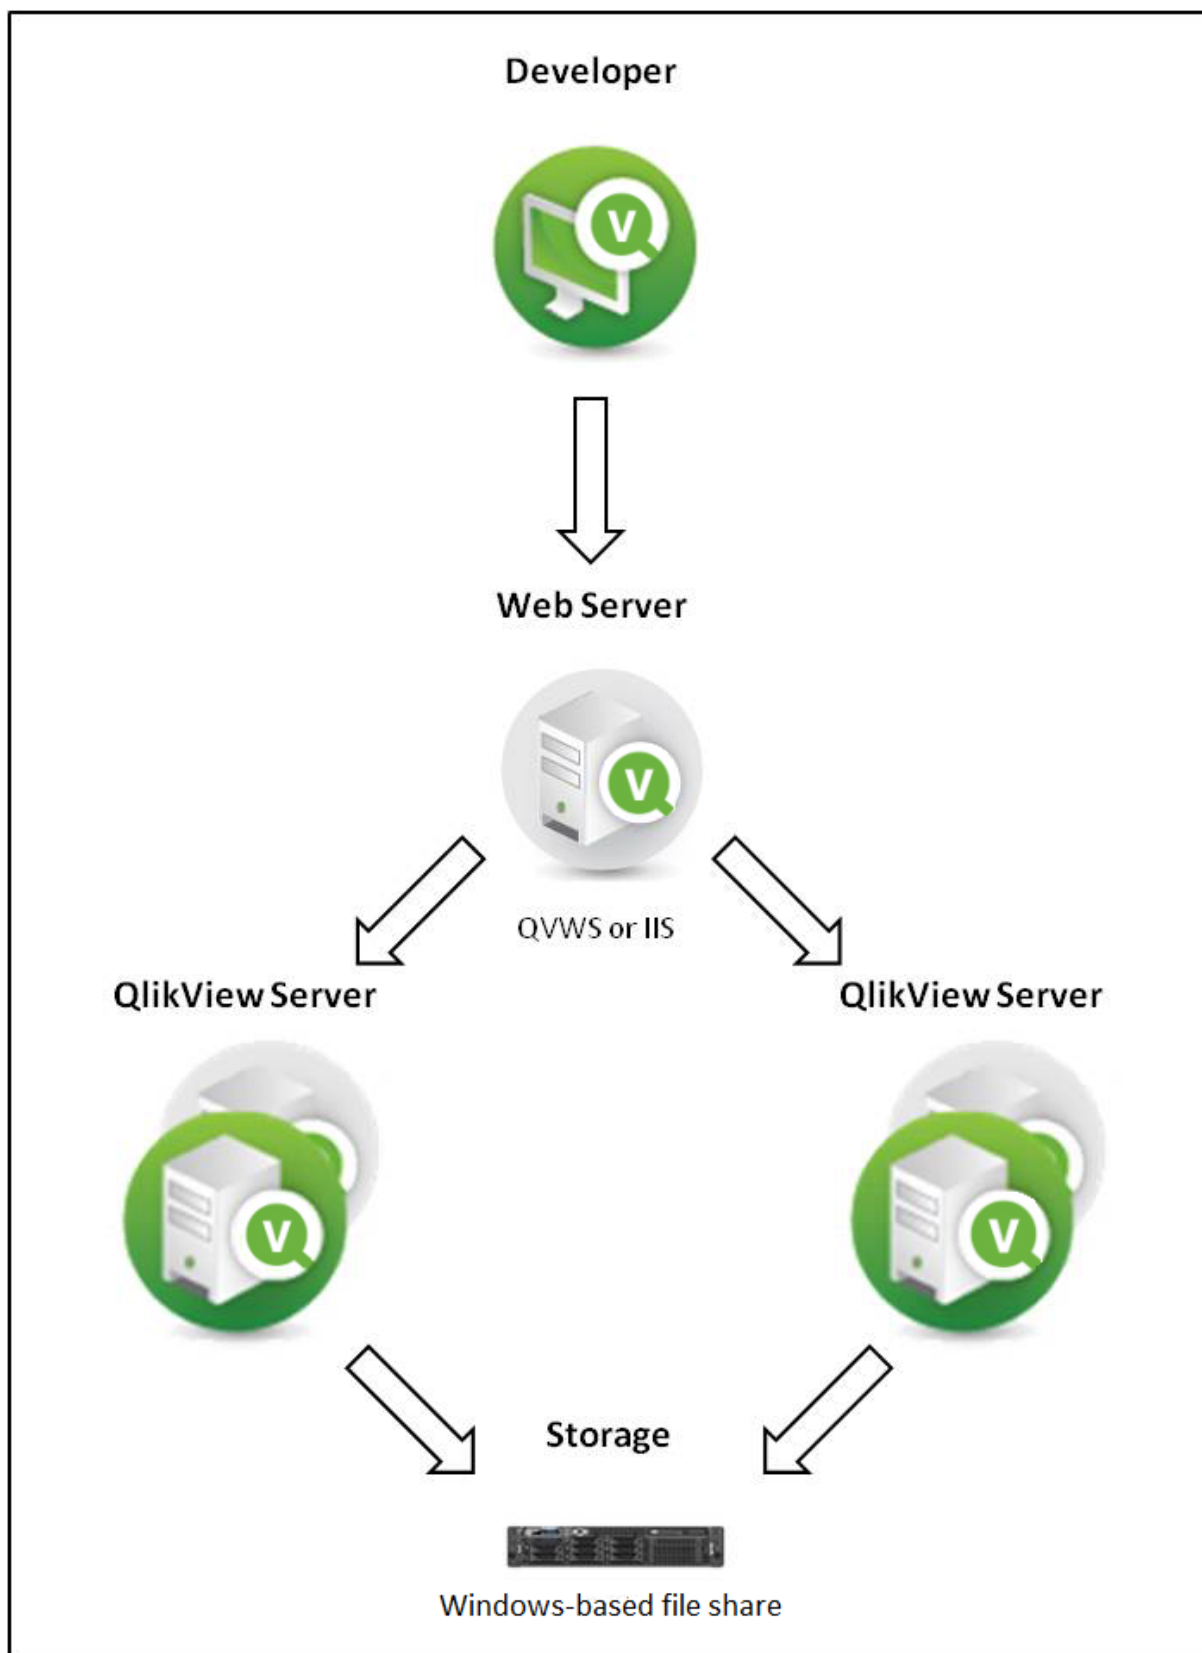 Developer
V
Web Server
V
QVWS or IIS
QlikView Server
QlikView Server
V
V
Storage
Windows-based file share